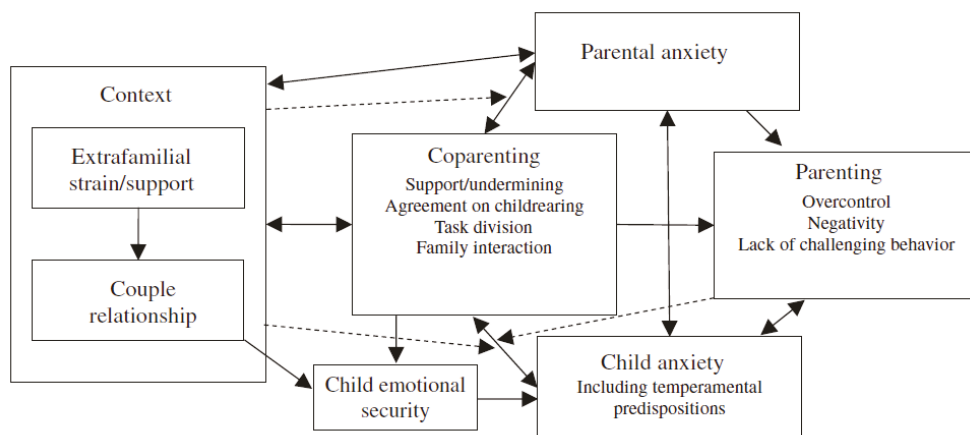 Parental anxiety
Context
Extrafamilial
strain/support
Couple
relationship
Coparenting
Support/undermining
Agreement on childrearing
Task division
Family interaction
Parenting
Overcontrol
Negativity
Lack of challenging behavior
Child emotional
security
Child anxiety
Including temperamental
predispositions